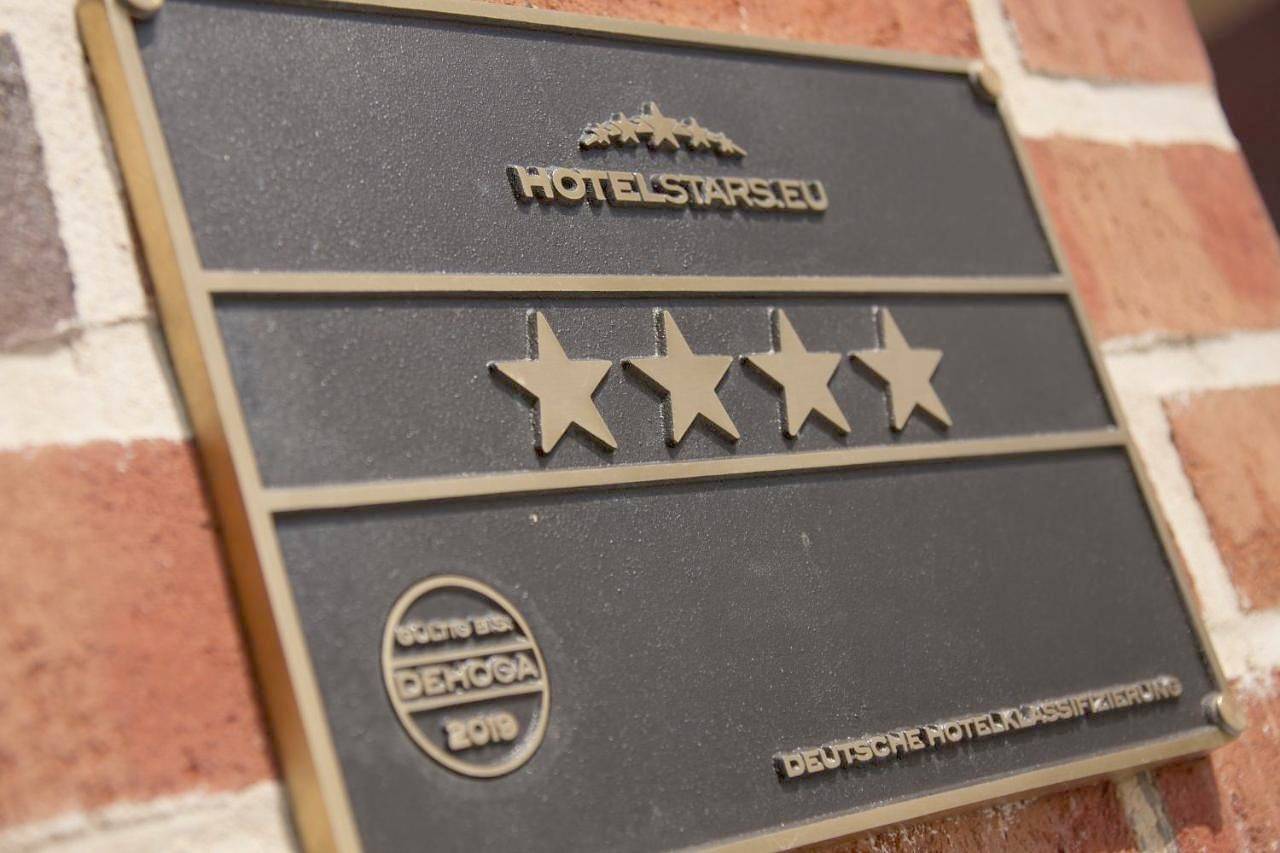 HOTELSTARS.EU
GÜLTIG BIS:
DEHOGA
2019
DEUTSCHE HOTELKLASSIFIZIERUNG